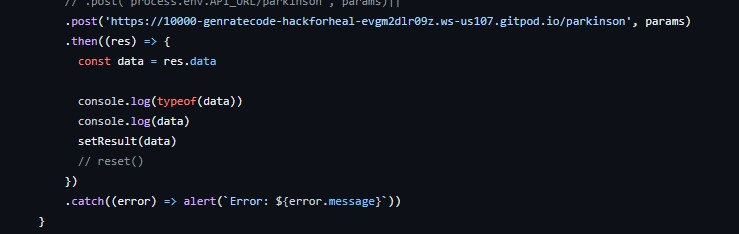 // .post(`process.env.API_URL/parkinson`, params)||
.post('https://10000-genratecode-hackforheal-evgm2dlr09z.ws-us107.gitpod.io/parkinson', params)
.then((res) => {
const data = res.data
console.log(typeof(data))
console.log(data)
setResult(data)
// reset()
})
.catch((error) => alert(`Error: ${error.message}`))
}